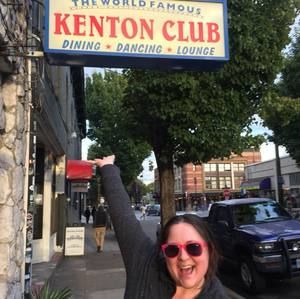 THE WORLD FAMOUS
KENTON CLUB
DINING ★ DANCING ★ LOUNGE